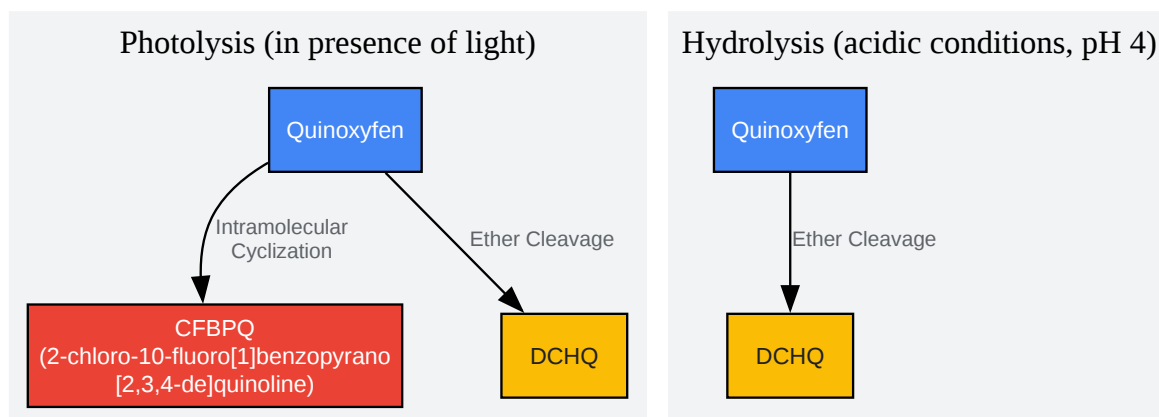 Photolysis (in presence of light)
Quinoxyfen
Intramolecular
Cyclization
Ether Cleavage
CFBPQ
(2-chloro-10-fluoro[1]benzopyrano
[2,3,4-de]quinoline)
DCHQ
Hydrolysis (acidic conditions, pH 4)
Quinoxyfen
Ether Cleavage
DCHQ